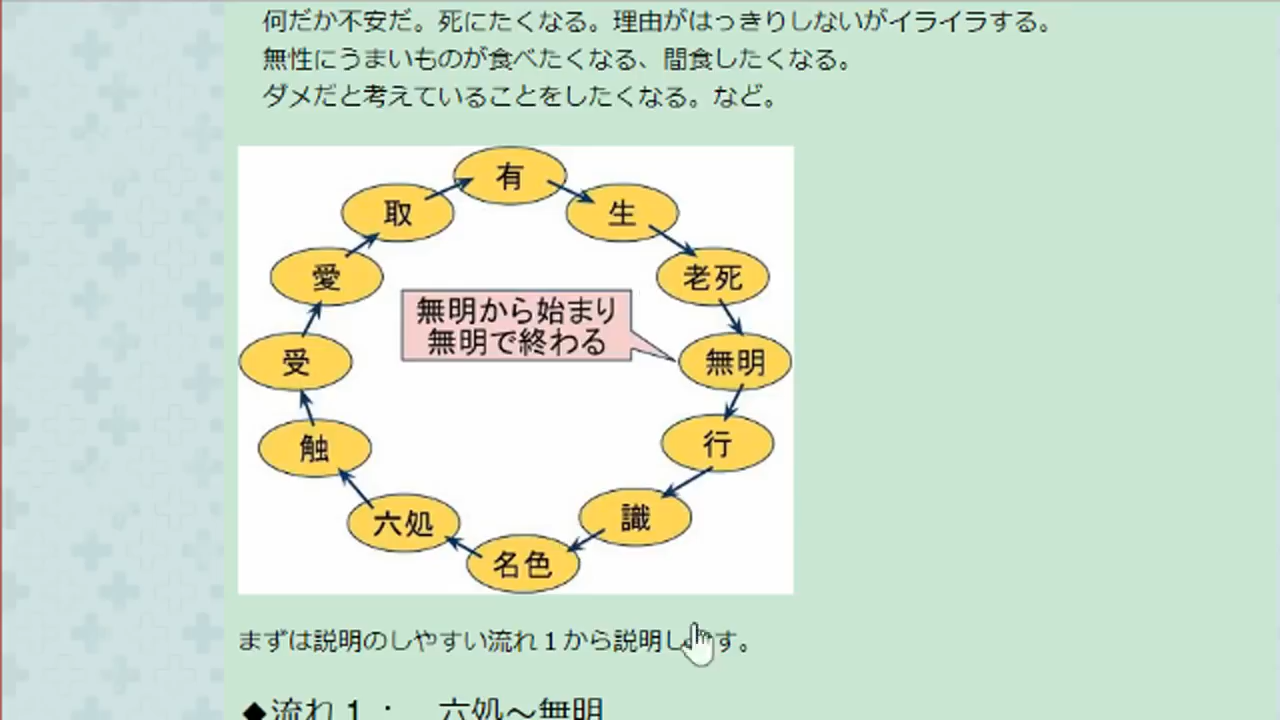 何だか不安だ。死にたくなる。理由がはっきりしないがイライラする。
無性にうまいものが食べたくなる、間食したくなる。
ダメだと考えていることをしたくなる。など。
有
取
生
愛
老死
無明から始まり
無明で終わる
受
無明
触
行
六処
識
名色
まずは説明のしやすい流れ1から説明します。
◆流れ1： 六処～無明